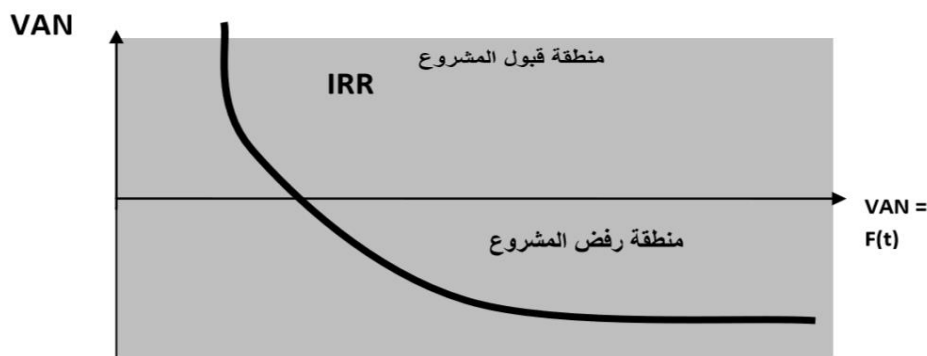 VAN
منطقة قبول المشروع
IRR
VAN =
F(t)
منطقة رفض المشروع